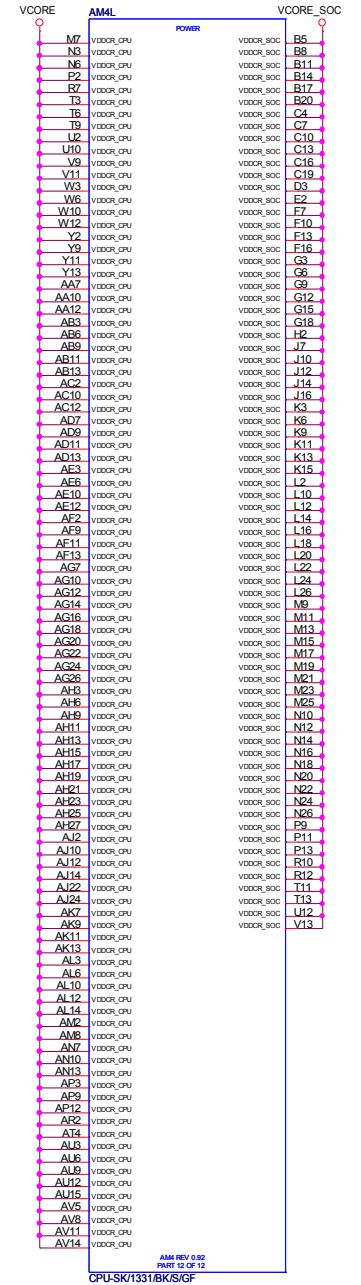 VCORE AM4L VCORE_SOC
POWER
M7 VDDCR_CPU VDDCR_SOC B5
N3 VDDCR_CPU VDDCR_SOC B8
N6 VDDCR_CPU VDDCR_SOC B11
P2 VDDCR_CPU VDDCR_SOC B14
R7 VDDCR_CPU VDDCR_SOC B17
T3 VDDCR_CPU VDDCR_SOC B20
T6 VDDCR_CPU VDDCR_SOC C4
T9 VDDCR_CPU VDDCR_SOC C7
U2 VDDCR_CPU VDDCR_SOC C10
U10 VDDCR_CPU VDDCR_SOC C13
V9 VDDCR_CPU VDDCR_SOC C16
V11 VDDCR_CPU VDDCR_SOC C19
W3 VDDCR_CPU VDDCR_SOC D3
W6 VDDCR_CPU VDDCR_SOC E2
W10 VDDCR_CPU VDDCR_SOC F7
W12 VDDCR_CPU VDDCR_SOC F10
Y2 VDDCR_CPU VDDCR_SOC F13
Y9 VDDCR_CPU VDDCR_SOC F16
Y11 VDDCR_CPU VDDCR_SOC G3
Y13 VDDCR_CPU VDDCR_SOC G6
AA7 VDDCR_CPU VDDCR_SOC G9
AA10 VDDCR_CPU VDDCR_SOC G12
AA12 VDDCR_CPU VDDCR_SOC G15
AB3 VDDCR_CPU VDDCR_SOC G18
AB6 VDDCR_CPU VDDCR_SOC H2
AB9 VDDCR_CPU VDDCR_SOC J7
AB11 VDDCR_CPU VDDCR_SOC J10
AB13 VDDCR_CPU VDDCR_SOC J12
AC2 VDDCR_CPU VDDCR_SOC J14
AC10 VDDCR_CPU VDDCR_SOC J16
AC12 VDDCR_CPU VDDCR_SOC K3
AD7 VDDCR_CPU VDDCR_SOC K6
AD9 VDDCR_CPU VDDCR_SOC K9
AD11 VDDCR_CPU VDDCR_SOC K11
AD13 VDDCR_CPU VDDCR_SOC K13
AE3 VDDCR_CPU VDDCR_SOC K15
AE6 VDDCR_CPU VDDCR_SOC L2
AE10 VDDCR_CPU VDDCR_SOC L10
AE12 VDDCR_CPU VDDCR_SOC L12
AF2 VDDCR_CPU VDDCR_SOC L14
AF9 VDDCR_CPU VDDCR_SOC L16
AF11 VDDCR_CPU VDDCR_SOC L18
AF13 VDDCR_CPU VDDCR_SOC L20
AG7 VDDCR_CPU VDDCR_SOC L22
AG10 VDDCR_CPU VDDCR_SOC L24
AG12 VDDCR_CPU VDDCR_SOC L26
AG14 VDDCR_CPU VDDCR_SOC M9
AG16 VDDCR_CPU VDDCR_SOC M11
AG18 VDDCR_CPU VDDCR_SOC M13
AG20 VDDCR_CPU VDDCR_SOC M15
AG22 VDDCR_CPU VDDCR_SOC M17
AG24 VDDCR_CPU VDDCR_SOC M19
AG26 VDDCR_CPU VDDCR_SOC M21
AH3 VDDCR_CPU VDDCR_SOC M23
AH6 VDDCR_CPU VDDCR_SOC M25
AH9 VDDCR_CPU VDDCR_SOC N10
AH11 VDDCR_CPU VDDCR_SOC N12
AH13 VDDCR_CPU VDDCR_SOC N14
AH15 VDDCR_CPU VDDCR_SOC N16
AH17 VDDCR_CPU VDDCR_SOC N18
AH19 VDDCR_CPU VDDCR_SOC N20
AH21 VDDCR_CPU VDDCR_SOC N22
AH23 VDDCR_CPU VDDCR_SOC N24
AH25 VDDCR_CPU VDDCR_SOC N26
AH27 VDDCR_CPU VDDCR_SOC P9
AJ2 VDDCR_CPU VDDCR_SOC P11
AJ10 VDDCR_CPU VDDCR_SOC P13
AJ12 VDDCR_CPU VDDCR_SOC R10
AJ14 VDDCR_CPU VDDCR_SOC R12
AJ22 VDDCR_CPU VDDCR_SOC T11
AJ24 VDDCR_CPU VDDCR_SOC T13
AK7 VDDCR_CPU VDDCR_SOC U12
AK9 VDDCR_CPU VDDCR_SOC V13
AK11 VDDCR_CPU
AK13 VDDCR_CPU
AL3 VDDCR_CPU
AL6 VDDCR_CPU
AL10 VDDCR_CPU
AL12 VDDCR_CPU
AL14 VDDCR_CPU
AM2 VDDCR_CPU
AM8 VDDCR_CPU
AN7 VDDCR_CPU
AN10 VDDCR_CPU
AN13 VDDCR_CPU
AP3 VDDCR_CPU
AP9 VDDCR_CPU
AP12 VDDCR_CPU
AR2 VDDCR_CPU
AT4 VDDCR_CPU
AU3 VDDCR_CPU
AU6 VDDCR_CPU
AU9 VDDCR_CPU
AU12 VDDCR_CPU
AU15 VDDCR_CPU
AV5 VDDCR_CPU
AV8 VDDCR_CPU
AV11 VDDCR_CPU
AV14 VDDCR_CPU
AM4 REV 0.92
PART 12 OF 12
CPU-SK/1331/BK/S/GF